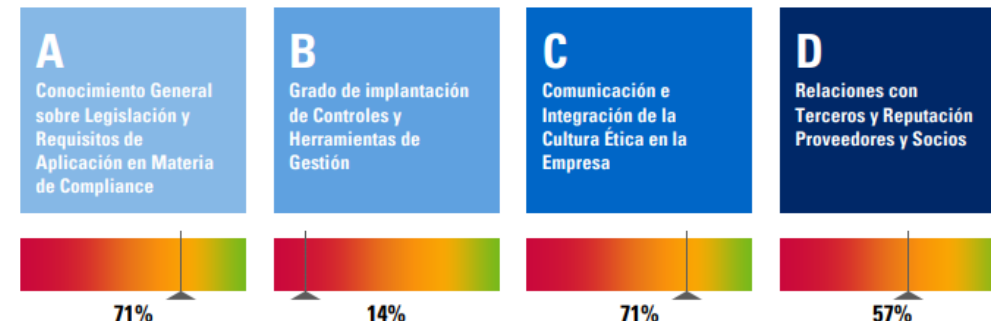 A
Conocimiento General
sobre Legislación y
Requisitos de
Aplicación en Materia
de Compliance
71%
B
Grado de implantación
de Controles y
Herramientas de
Gestión
14%
C
Comunicación e
Integración de la
Cultura Ética en la
Empresa
71%
D
Relaciones con
Terceros y Reputación
Proveedores y Socios
57%